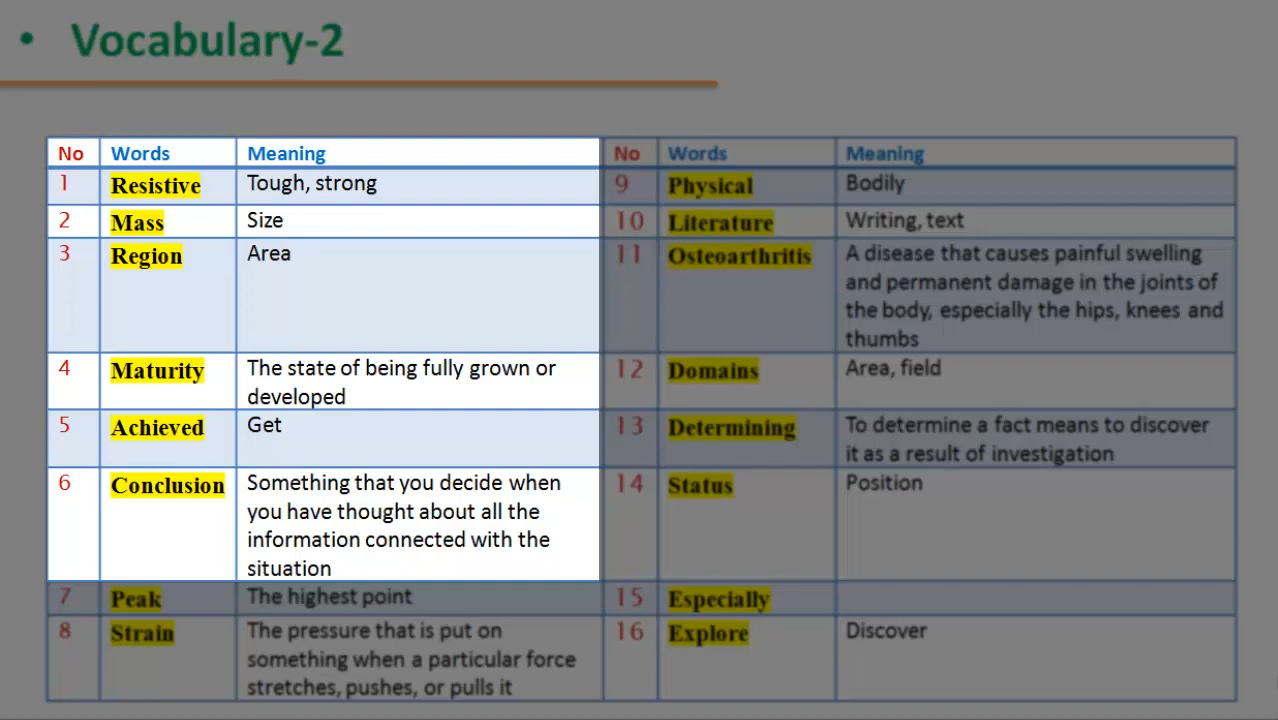 • Vocabulary-2
No Words Meaning No Words Meaning
1 Resistive Tough, strong 9 Physical Bodily
2 Mass Size 10 Literature Writing, text
3 Region Area 11 Osteoarthritis A disease that causes painful swelling
and permanent damage in the joints of
the body, especially the hips, knees and
thumbs
4 Maturity The state of being fully grown or 12 Domains Area, field
developed
5 Achieved Get 13 Determining To determine a fact means to discover
it as a result of investigation
6 Conclusion Something that you decide when 14 Status Position
you have thought about all the
information connected with the
situation
7 Peak The highest point 15 Especially
8 Strain The pressure that is put on 16 Explore Discover
something when a particular force
stretches, pushes, or pulls it